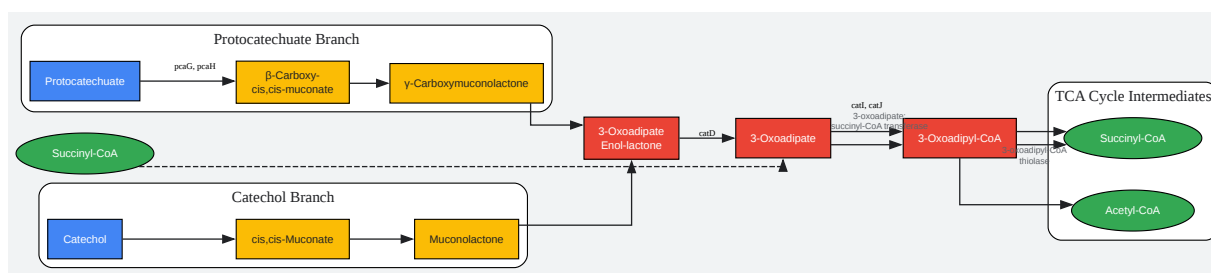 Protocatechuate Branch
Protocatechuate
pcaG, pcaH
β-Carboxy-
cis,cis-muconate
γ-Carboxymuconolactone
Succinyl-CoA
Catechol Branch
Catechol
cis,cis-Muconate
Muconolactone
3-Oxoadipate
Enol-lactone
catD
3-Oxoadipate
catI, catJ
3-oxoadipate:
succinyl-CoA transferase
3-Oxoadipyl-CoA
3-oxoadipyl-CoA
thiolase
TCA Cycle Intermediates
Succinyl-CoA
Acetyl-CoA